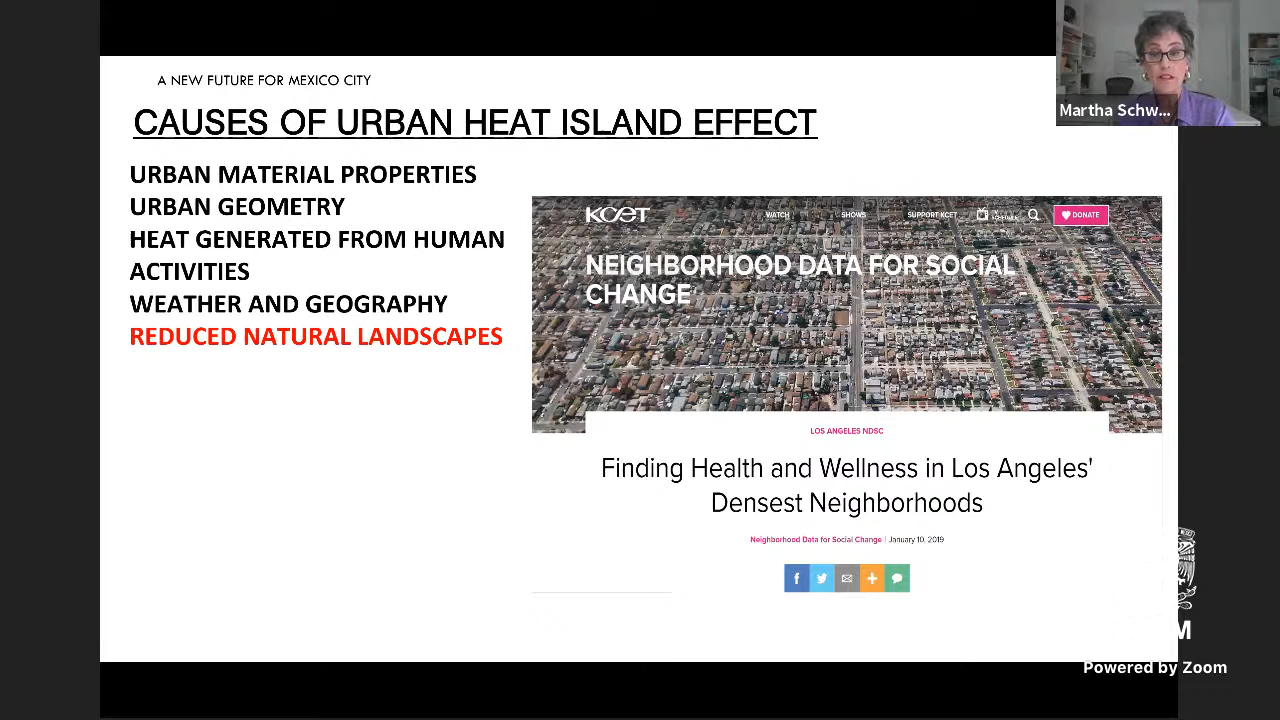 A NEW FUTURE FOR MEXICO CITY
CAUSES OF URBAN HEAT ISLAND EFFECT
URBAN MATERIAL PROPERTIES
URBAN GEOMETRY
HEAT GENERATED FROM HUMAN
ACTIVITIES
WEATHER AND GEOGRAPHY
REDUCED NATURAL LANDSCAPES
Martha Schw...
KCET WATCH SHOWS SUPPORT KCET DONATE
NEIGHBORHOOD DATA FOR SOCIAL
CHANGE
LOS ANGELES NDSC
Finding Health and Wellness in Los Angeles'
Densest Neighborhoods
Neighborhood Data for Social Change | January 10, 2019
M
Powered by Zoom